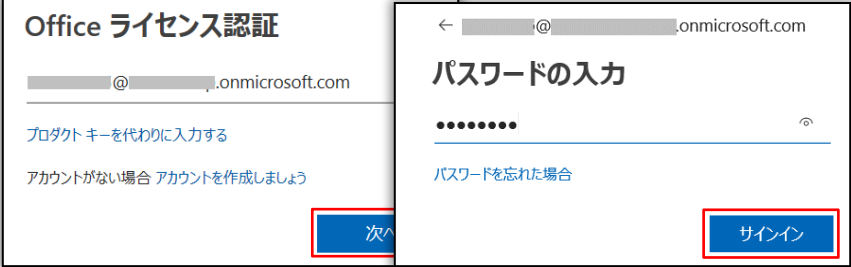 Office ライセンス認証
@ .onmicrosoft.com
プロダクト キーを代わりに入力する
アカウントがない場合 アカウントを作成しましょう
次へ
← @ .onmicrosoft.com
パスワードの入力
●●●●●●●●
パスワードを忘れた場合
サインイン